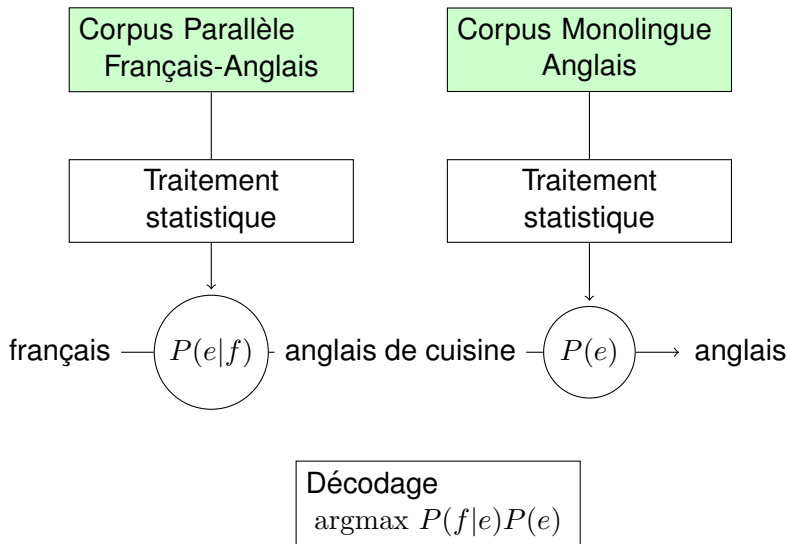 Corpus Parallèle
Français-Anglais
Corpus Monolingue
Anglais
Traitement
statistique
Traitement
statistique
français
P(e|f)
anglais de cuisine
P(e)
anglais
Décodage
argmax P(f|e)P(e)